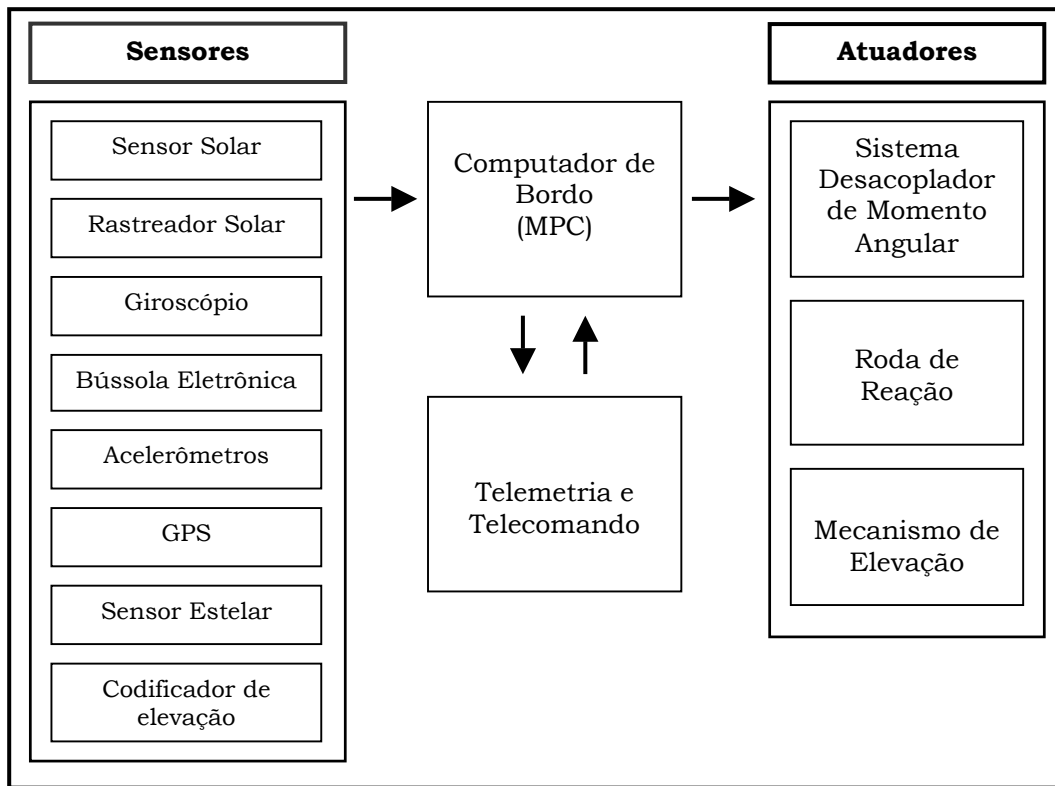 Sensores
Sensor Solar
Rastreador Solar
Giroscópio
Bússola Eletrônica
Acelerômetros
GPS
Sensor Estelar
Codificador de
elevação
Computador de
Bordo
(MPC)
Telemetria e
Telecomando
Atuadores
Sistema
Desacoplador
de Momento
Angular
Roda de
Reação
Mecanismo de
Elevação